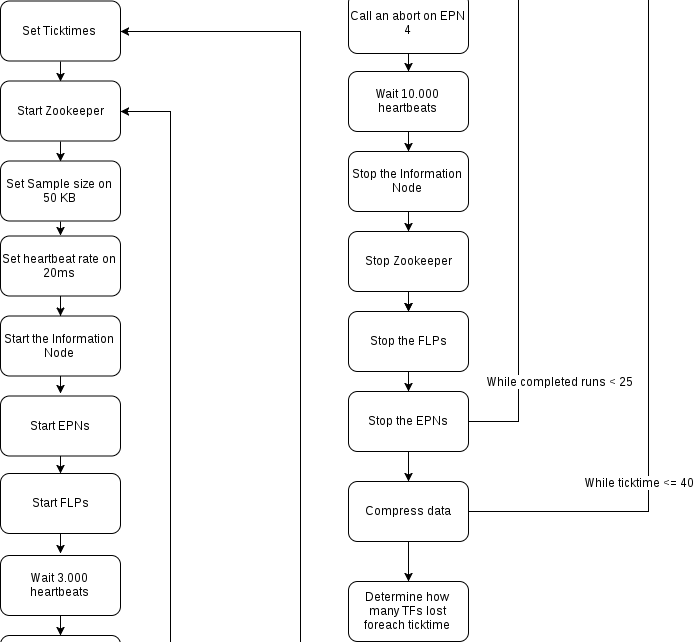 Set Ticktimes
Start Zookeeper
Set Sample size on
50 KB
Set heartbeat rate on
20ms
Start the Information
Node
Start EPNs
Start FLPs
Wait 3.000
heartbeats
Call an abort on EPN
4
Wait 10.000
heartbeats
Stop the Information
Node
Stop Zookeeper
Stop the FLPs
While completed runs < 25
Stop the EPNs
While ticktime <= 40
Compress data
Determine how
many TFs lost
foreach ticktime